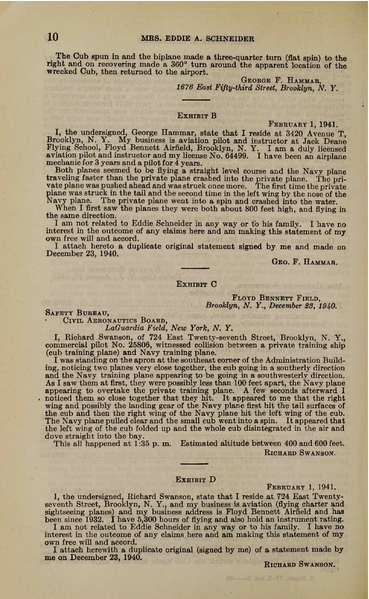 10 MRS. EDDIE A. SCHNEIDER
The Cub spun in and the biplane made a three-quarter turn (flat spin) to the
right and on recovering made a 360° turn around the apparent location of the
wrecked Cub, then returned to the airport.
GEORGE F. HAMMAR,
1676 East Fifty-third Street, Brooklyn, N. Y.
EXHIBIT B
FEBRUARY 1, 1941.
I, the undersigned, George Hammar, state that I reside at 3420 Avenue T,
Brooklyn, N. Y. My business is aviation pilot and instructor at Jack Deane
Flying School, Floyd Bennett Airfield, Brooklyn, N. Y. I am a duly licensed
aviation pilot and instructor and my license No. 64499. I have been an airplane
mechanic for 3 years and a pilot for 4 years.
Both planes seemed to be flying a straight level course and the Navy plane
traveling faster than the private plane crashed into the private plane. The pri-
vate plane was pushed ahead and was struck once more. The first time the private
plane was struck in the tail and the second time in the left wing by the nose of the
Navy plane. The private plane went into a spin and crashed into the water.
When I first saw the planes they were both about 800 feet high, and flying in
the same direction.
I am not related to Eddie Schneider in any way or to his family. I have no
interest in the outcome of any claims here and am making this statement of my
own free will and accord.
I attach hereto a duplicate original statement signed by me and made on
December 23, 1940.
GEO. F. HAMMAR.
EXHIBIT C
FLOYD BENNETT FIELD,
Brooklyn, N. Y., December 23, 1940.
SAFETY BUREAU,
CIVIL AERONAUTICS BOARD,
LaGuardia Field, New York, N. Y.
I, Richard Swanson, of 724 East Twenty-seventh Street, Brooklyn, N. Y.,
commercial pilot No. 25806, witnessed collision between a private training ship
(cub training plane) and Navy training plane.
I was standing on the apron at the southeast corner of the Administration Build-
ing, noticing two planes very close together, the cub going in a southerly direction
and the Navy training plane appearing to be going in a southwesterly direction.
As I saw them at first, they were possibly less than 100 feet apart, the Navy plane
appearing to overtake the private training plane. A few seconds afterward I
noticed them so close together that they hit. It appeared to me that the right
wing and possibly the landing gear of the Navy plane first hit the tail surfaces of
the cub and then the right wing of the Navy plane hit the left wing of the cub.
The Navy plane pulled clear and the small cub went into a spin. It appeared that
the left wing of the cub folded up and the whole cub disintegrated in the air and
dove straight into the bay.
This all happened at 1:35 p. m. Estimated altitude between 400 and 600 feet.
RICHARD SWANSON.
EXHIBIT D
FEBRUARY 1, 1941.
I, the undersigned, Richard Swanson, state that I reside at 724 East Twenty-
seventh Street, Brooklyn, N. Y., and my business is aviation (flying charter and
sightseeing planes) and my business address is Floyd Bennett Airfield and has
been since 1932. I have 5,300 hours of flying and also hold an instrument rating.
I am not related to Eddie Schneider in any way or to his family. I have no
interest in the outcome of any claims here and am making this statement of my
own free will and accord.
I attach herewith a duplicate original (signed by me) of a statement made by
me on December 23, 1940.
RICHARD SWANSON.